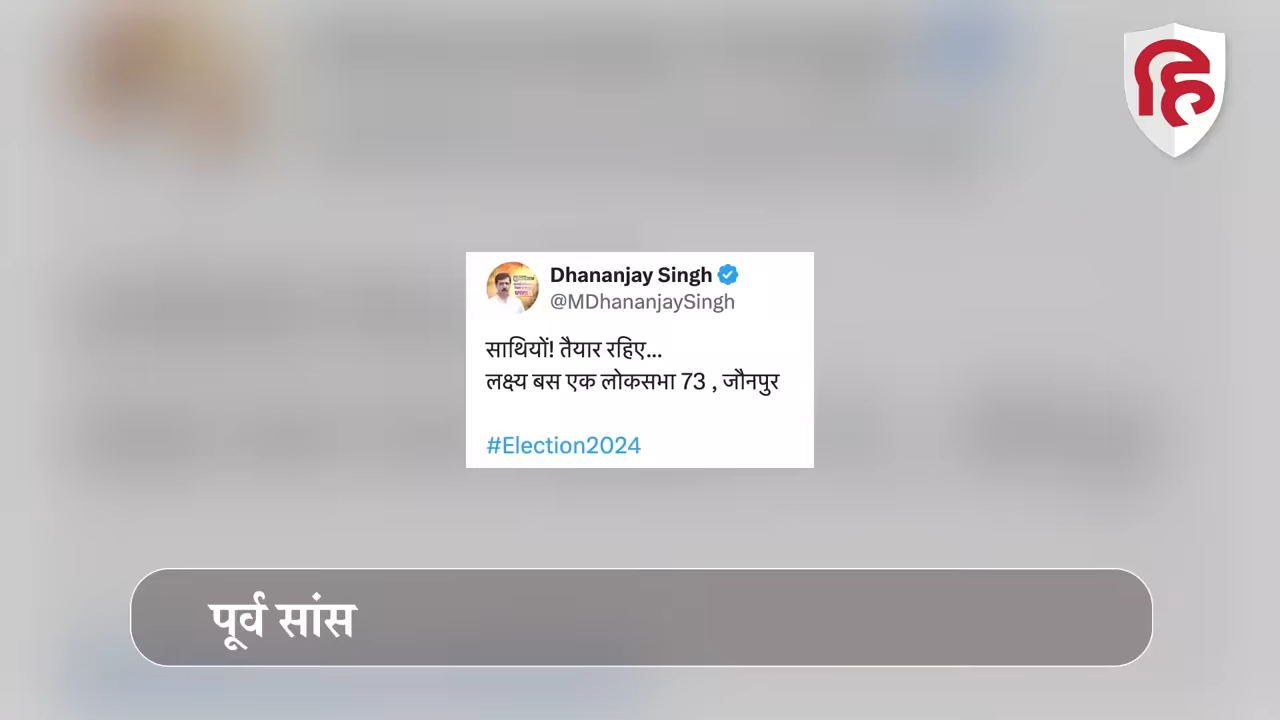 हि
Dhananjay Singh
@MDhananjaySingh
साथियों! तैयार रहिए...
लक्ष्य बस एक लोकसभा 73 , जौनपुर
#Election2024
पूर्व सांस